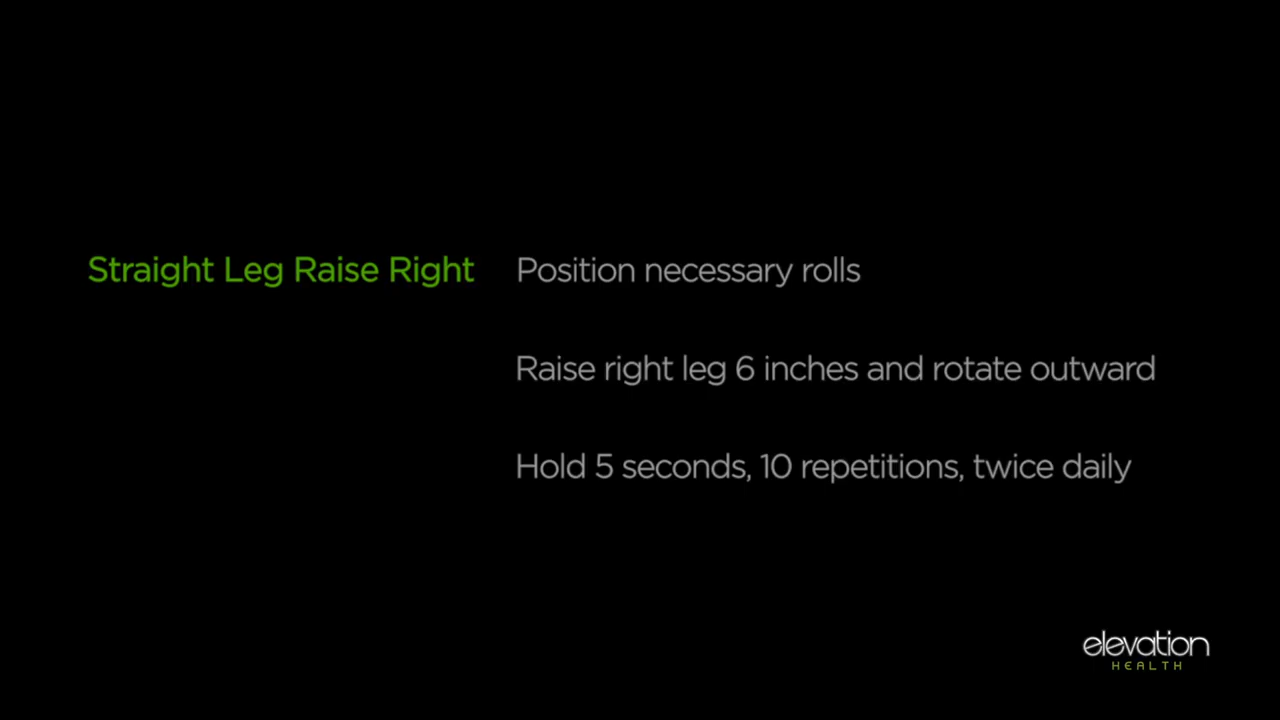 Straight Leg Raise Right
Position necessary rolls
Raise right leg 6 inches and rotate outward
Hold 5 seconds, 10 repetitions, twice daily
elevation
HEALTH